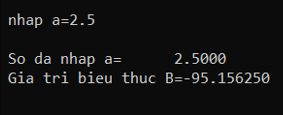 nhap a=2.5
So da nhap a=      2.5000
Gia tri bieu thuc B=-95.156250